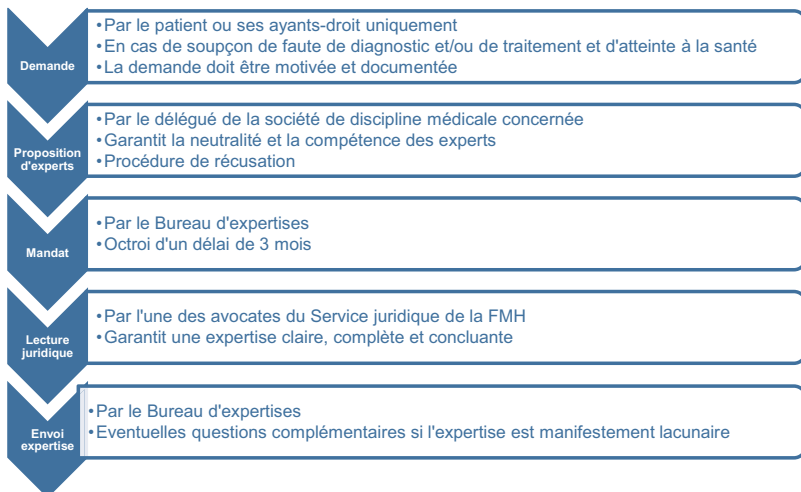 Demande
•Par le patient ou ses ayants-droit uniquement
•En cas de soupçon de faute de diagnostic et/ou de traitement et d'atteinte à la santé
•La demande doit être motivée et documentée
Proposition
d'experts
•Par le délégué de la société de discipline médicale concernée
•Garantit la neutralité et la compétence des experts
•Procédure de récusation
Mandat
•Par le Bureau d'expertises
•Octroi d'un délai de 3 mois
Lecture
juridique
•Par l'une des avocates du Service juridique de la FMH
•Garantit une expertise claire, complète et concluante
Envoi
expertise
•Par le Bureau d'expertises
•Eventuelles questions complémentaires si l'expertise est manifestement lacunaire